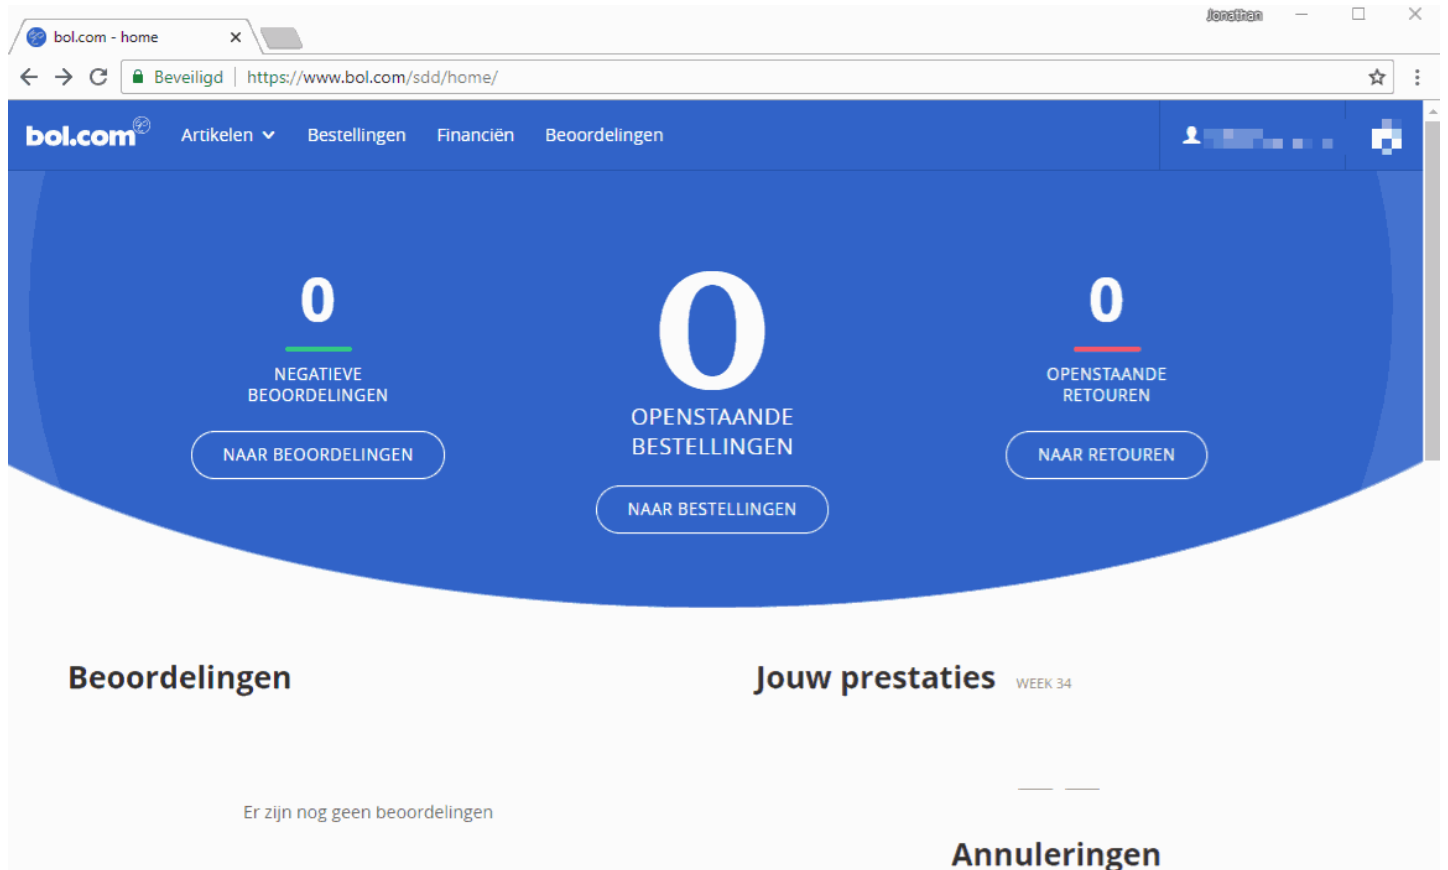 Jonathan
bol.com - home
Beveiligd https://www.bol.com/sdd/home/
bol.com Artikelen Bestellingen Financiën Beoordelingen
0
NEGATIEVE
BEOORDELINGEN
NAAR BEOORDELINGEN
0
OPENSTAANDE
BESTELLINGEN
NAAR BESTELLINGEN
0
OPENSTAANDE
RETOUREN
NAAR RETOUREN
Beoordelingen
Er zijn nog geen beoordelingen
Jouw prestaties WEEK 34
Annuleringen